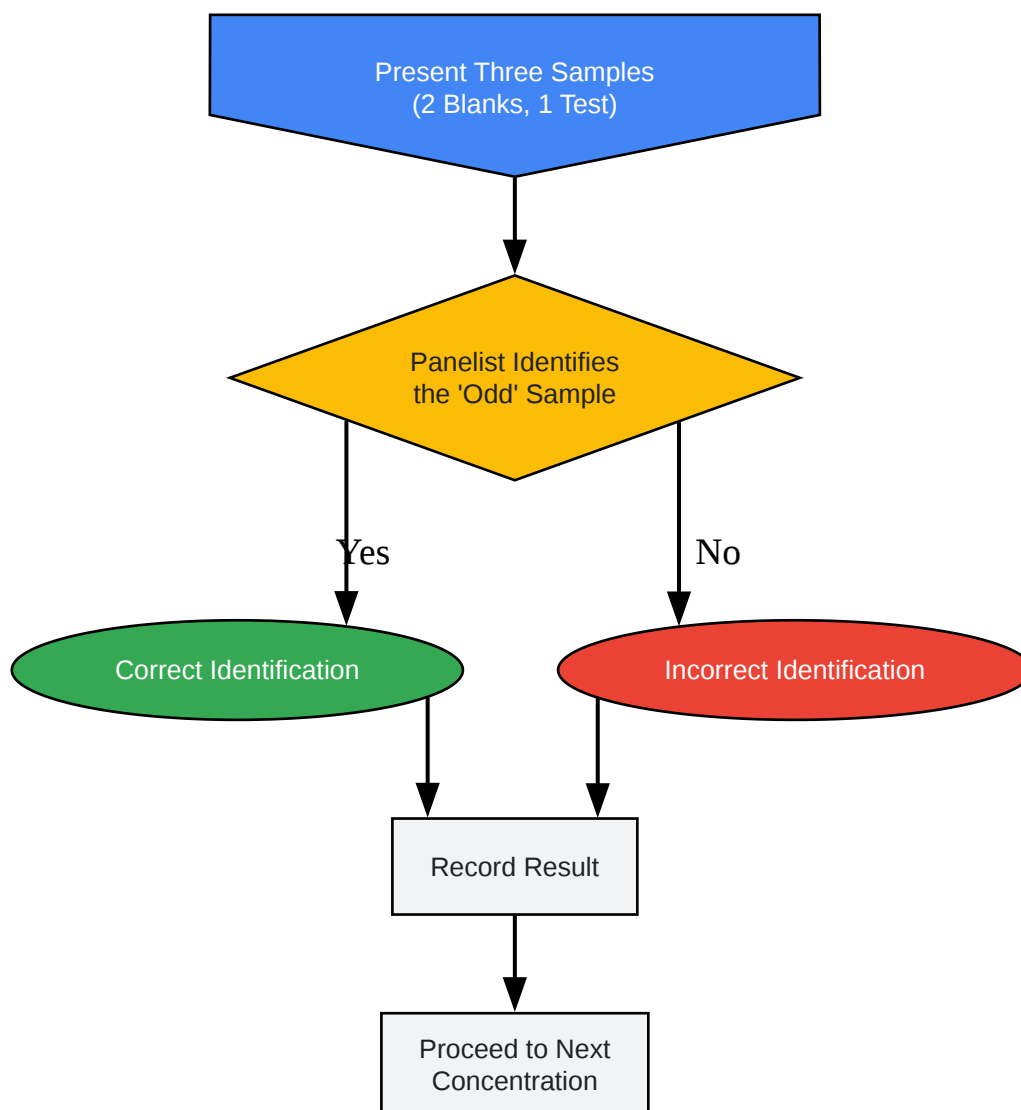 Present Three Samples
(2 Blanks, 1 Test)
Panelist Identifies
the 'Odd' Sample
Yes
No
Correct Identification
Incorrect Identification
Record Result
Proceed to Next
Concentration